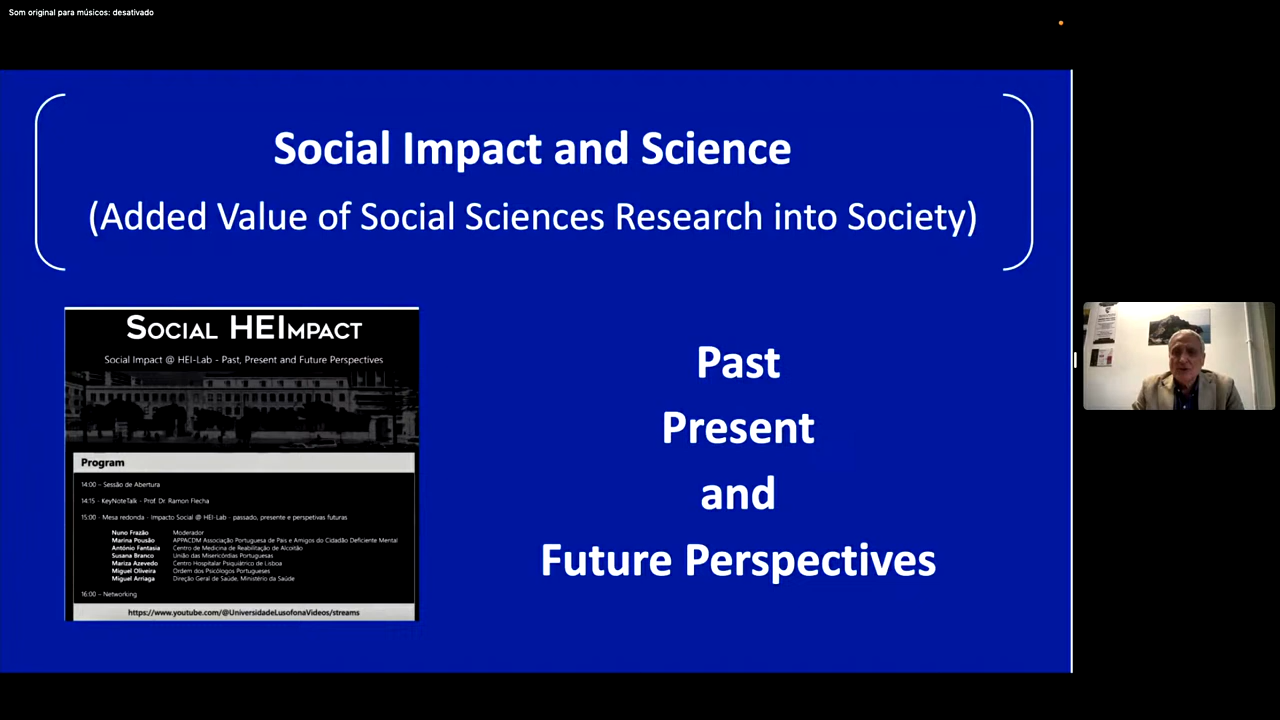 Som original para músicos: desativado
Social Impact and Science
(Added Value of Social Sciences Research into Society)
SOCIAL HEIMPACT
Social Impact @ HEI-Lab - Past, Present and Future Perspectives
Program
14:00 – Sessão de Abertura
14:15 - KeyNoteTalk - Prof. Dr. Ramon Flecha
15:00 - Mesa redonda - Impacto Social @ HEI-Lab - passado, presente e perspetivas futuras
Nuno Frazão Moderador
Marina Pousão APPACDM Associação Portuguesa de Pais e Amigos do Cidadão Deficiente Mental
António Fantasia Centro de Medicina de Reabilitação de Alcoitão
Susana Branco União das Misericórdias Portuguesas
Mariza Azevedo Centro Hospitalar Psiquiátrico de Lisboa
Miguel Oliveira Ordem dos Psicólogos Portugueses
Miguel Arriaga Direção Geral de Saúde, Ministério da Saúde
16:00 – Networking
https://www.youtube.com/@UniversidadeLusofonaVideos/streams
Past
Present
and
Future Perspectives